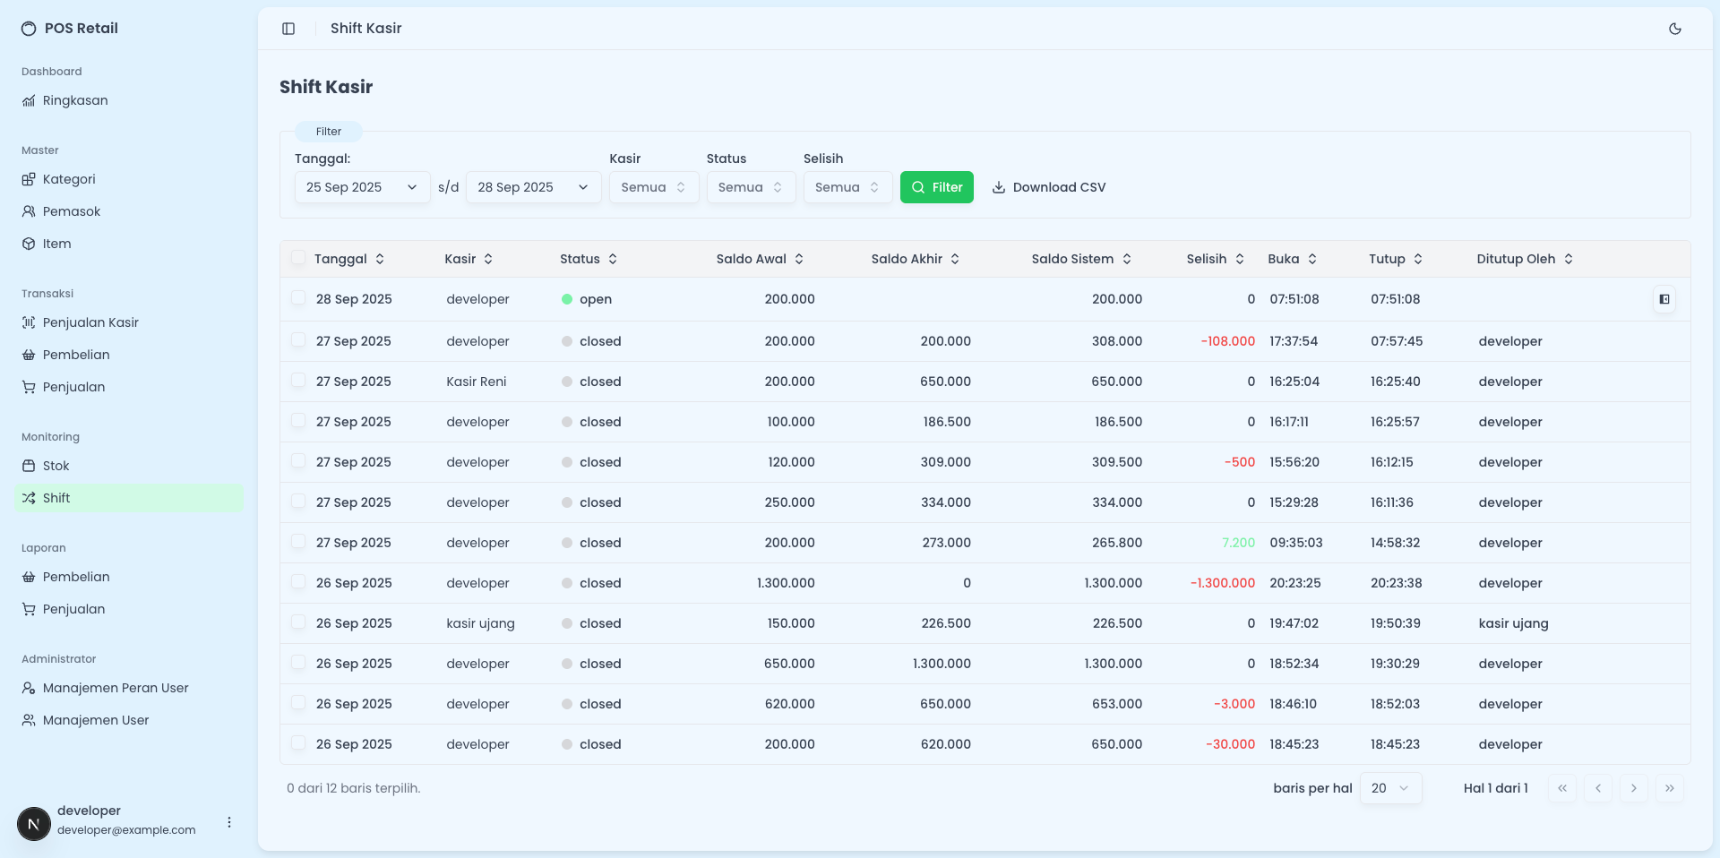 POS Retail
Dashboard
Ringkasan
Master
Kategori
Pemasok
Item
Transaksi
Penjualan Kasir
Pembelian
Penjualan
Monitoring
Stok
Shift
Laporan
Pembelian
Penjualan
Administrator
Manajemen Peran User
Manajemen User
N
developer
developer@example.com
Shift Kasir
Shift Kasir
Filter
Tanggal: Kasir Status Selisih
25 Sep 2025 s/d 28 Sep 2025 Semua Semua Semua Filter Download CSV
Tanggal Kasir Status Saldo Awal Saldo Akhir Saldo Sistem Selisih Buka Tutup Ditutup Oleh
28 Sep 2025 developer open 200.000 200.000 0 07:51:08 07:51:08
27 Sep 2025 developer closed 200.000 200.000 308.000 -108.000 17:37:54 07:57:45 developer
27 Sep 2025 Kasir Reni closed 200.000 650.000 650.000 0 16:25:04 16:25:40 developer
27 Sep 2025 developer closed 100.000 186.500 186.500 0 16:17:11 16:25:57 developer
27 Sep 2025 developer closed 120.000 309.000 309.500 -500 15:56:20 16:12:15 developer
27 Sep 2025 developer closed 250.000 334.000 334.000 0 15:29:28 16:11:36 developer
27 Sep 2025 developer closed 200.000 273.000 265.800 7.200 09:35:03 14:58:32 developer
26 Sep 2025 developer closed 1.300.000 0 1.300.000 -1.300.000 20:23:25 20:23:38 developer
26 Sep 2025 kasir ujang closed 150.000 226.500 226.500 0 19:47:02 19:50:39 kasir ujang
26 Sep 2025 developer closed 650.000 1.300.000 1.300.000 0 18:52:34 19:30:29 developer
26 Sep 2025 developer closed 620.000 650.000 653.000 -3.000 18:46:10 18:52:03 developer
26 Sep 2025 developer closed 200.000 620.000 650.000 -30.000 18:45:23 18:45:23 developer
0 dari 12 baris terpilih. baris per hal 20 Hal 1 dari 1